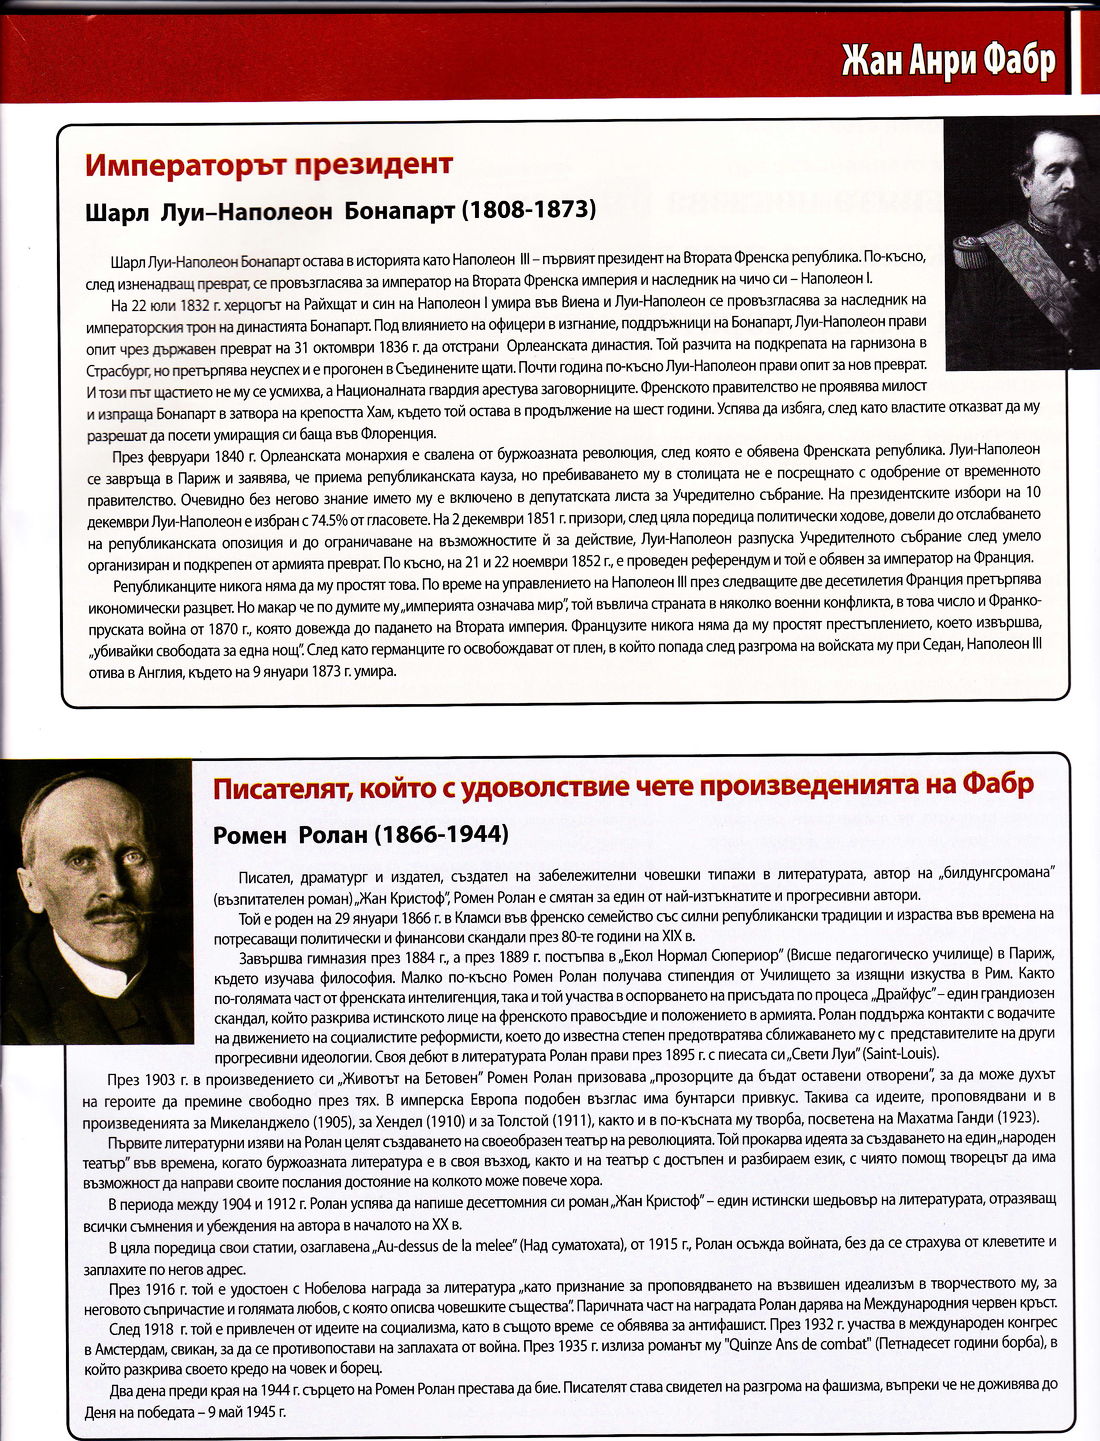 Жан Анри Фабр
Императорът президент
Шарл Луи–Наполеон Бонапарт (1808-1873)
Шарл Луи-Наполеон Бонапарт остава в историята като Наполеон III – първият президент на Втората Френска република. По-късно,
след изненадващ преврат, се провъзгласява за император на Втората Френска империя и наследник на чичо си – Наполеон I.
На 22 юли 1832 г. херцогът на Райхщат и син на Наполеон I умира във Виена и Луи-Наполеон се провъзгласява за наследник на
императорския трон на династията Бонапарт. Под влиянието на офицери в изгнание, поддръжници на Бонапарт, Луи-Наполеон прави
опит чрез държавен преврат на 31 октомври 1836 г. да отстрани Орлеанската династия. Той разчита на подкрепата на гарнизона в
Страсбург, но претърпява неуспех и е прогонен в Съединените щати. Почти година по-късно Луи-Наполеон прави опит за нов преврат.
И този път щастието не му се усмихва, а Националната гвардия арестува заговорниците. Френското правителство не проявява милост
и изпраща Бонапарт в затвора на крепостта Хам, където той остава в продължение на шест години. Успява да избяга, след като властите отказват да му
разрешат да посети умиращия си баща във Флоренция.
През февруари 1840 г. Орлеанската монархия е свалена от буржоазната революция, след която е обявена Френската република. Луи-Наполеон
се завръща в Париж и заявява, че приема републиканската кауза, но пребиваването му в столицата не е посрещнато с одобрение от временното
правителство. Очевидно без негово знание името му е включено в депутатската листа за Учредително събрание. На президентските избори на 10
декември Луи-Наполеон е избран с 74.5% от гласовете. На 2 декември 1851 г. призори, след цяла поредица политически ходове, довели до отслабването
на републиканската опозиция и до ограничаване на възможностите й за действие, Луи-Наполеон разпуска Учредителното събрание след умело
организиран и подкрепен от армията преврат. По късно, на 21 и 22 ноември 1852 г., е проведен референдум и той е обявен за император на Франция.
Републиканците никога няма да му простят това. По време на управлението на Наполеон III през следващите две десетилетия Франция претърпява
икономически разцвет. Но макар че по думите му „империята означава мир”, той въвлича страната в няколко военни конфликта, в това число и Франко-
пруската война от 1870 г., която довежда до падането на Втората империя. Французите никога няма да му простят престъплението, което извършва,
„убивайки свободата за една нощ”. След като германците го освобождават от плен, в който попада след разгрома на войската му при Седан, Наполеон III
отива в Англия, където на 9 януари 1873 г. умира.
Писателят, който с удоволствие чете произведенията на Фабр
Ромен Ролан (1866-1944)
Писател, драматург и издател, създател на забележителни човешки типажи в литературата, автор на „билдунгсромана”
(възпитателен роман) „Жан Кристоф”, Ромен Ролан е смятан за един от най-изтъкнатите и прогресивни автори.
Той е роден на 29 януари 1866 г. в Кламси във френско семейство със силни републикански традиции и израства във времена на
потресаващи политически и финансови скандали през 80-те години на XIX в.
Завършва гимназия през 1884 г., а през 1889 г. постъпва в „Екол Нормал Сюпериор” (Висше педагогическо училище) в Париж,
където изучава философия. Малко по-късно Ромен Ролан получава стипендия от Училището за изящни изкуства в Рим. Както
по-голямата част от френската интелигенция, така и той участва в оспорването на присъдата по процеса „Драйфус” – един грандиозен
скандал, който разкрива истинското лице на френското правосъдие и положението в армията. Ролан поддържа контакти с водачите
на движението на социалистите реформисти, което до известна степен предотвратява сближаването му с представителите на други
прогресивни идеологии. Своя дебют в литературата Ролан прави през 1895 г. с пиесата си „Свети Луи” (Saint-Louis).
През 1903 г. в произведението си „Животът на Бетовен” Ромен Ролан призовава „прозорците да бъдат оставени отворени”, за да може духът
на героите да премине свободно през тях. В имперска Европа подобен възглас има бунтарси привкус. Такива са идеите, проповядвани и в
произведенията за Микеланджело (1905), за Хендел (1910) и за Толстой (1911), както и в по-късната му творба, посветена на Махатма Ганди (1923).
Първите литературни изяви на Ролан целят създаването на своеобразен театър на революцията. Той прокарва идеята за създаването на един „народен
театър” във времена, когато буржоазната литература е в своя възход, както и на театър с достъпен и разбираем език, с чиято помощ творецът да има
възможност да направи своите послания достояние на колкото може повече хора.
В периода между 1904 и 1912 г. Ролан успява да напише десеттомния си роман „Жан Кристоф” – един истински шедьовър на литературата, отразяващ
всички съмнения и убеждения на автора в началото на XX в.
В цяла поредица свои статии, озаглавена „Au-dessus de la melee” (Над суматохата), от 1915 г., Ролан осъжда войната, без да се страхува от клеветите и
заплахите по негов адрес.
През 1916 г. той е удостоен с Нобелова награда за литература „като признание за проповядването на възвишен идеализъм в творчеството му, за
неговото съпричастие и голямата любов, с която описва човешките същества”. Паричната част на наградата Ролан дарява на Международния червен кръст.
След 1918 г. той е привлечен от идеите на социализма, като в същото време се обявява за антифашист. През 1932 г. участва в международен конгрес
в Амстердам, свикан, за да се противопостави на заплахата от война. През 1935 г. излиза романът му "Quinze Ans de combat" (Петнадесет години борба), в
който разкрива своето кредо на човек и борец.
Два дена преди края на 1944 г. сърцето на Ромен Ролан престава да бие. Писателят става свидетел на разгрома на фашизма, въпреки че не доживява до
Деня на победата – 9 май 1945 г.